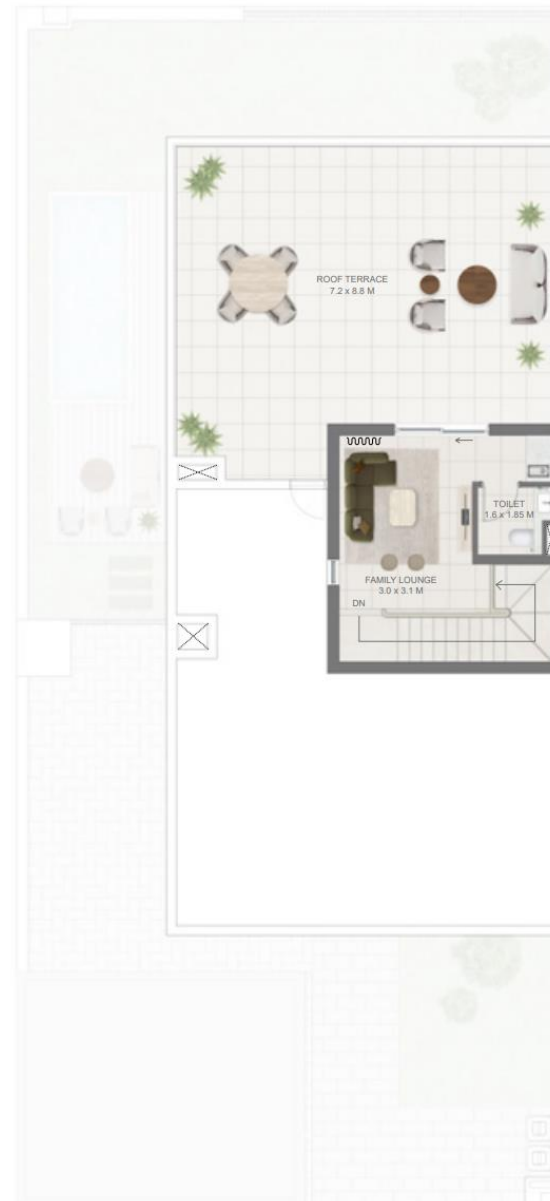 ROOF TERRACE
7.2 x 8.8 M
TOILET
1.6 x 1.85 M
FAMILY LOUNGE
3.0 x 3.1 M
DN